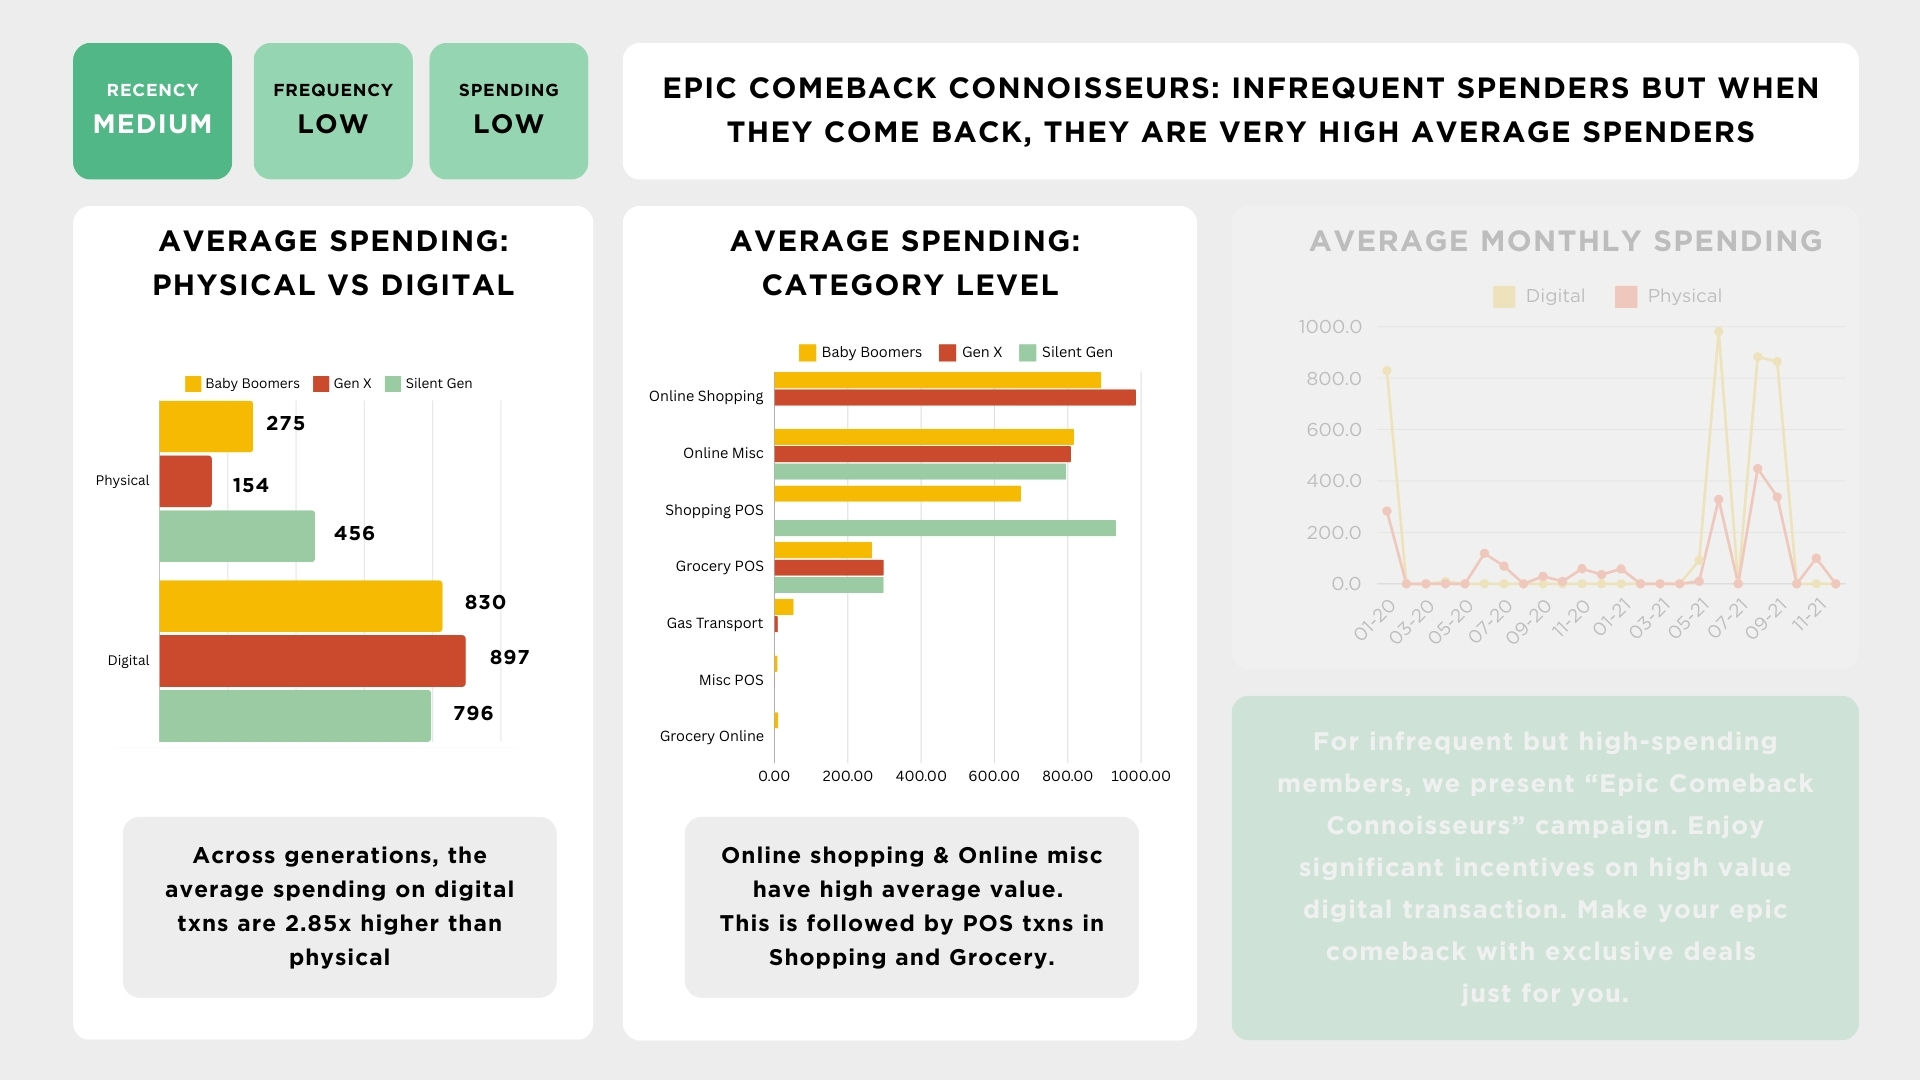 RECENCY
MEDIUM
FREQUENCY
LOW
SPENDING
LOW
EPIC COMEBACK CONNOISSEURS: INFREQUENT SPENDERS BUT WHEN
THEY COME BACK, THEY ARE VERY HIGH AVERAGE SPENDERS
AVERAGE SPENDING:
PHYSICAL VS DIGITAL
Baby Boomers Gen X Silent Gen
275
Physical
154
456
830
Digital
897
796
Across generations, the
average spending on digital
txns are 2.85x higher than
physical
AVERAGE SPENDING:
CATEGORY LEVEL
Baby Boomers Gen X Silent Gen
Online Shopping
Online Misc
Shopping POS
Grocery POS
Gas Transport
Misc POS
Grocery Online
0.00 200.00 400.00 600.00 800.00 1000.00
Online shopping & Online misc
have high average value.
This is followed by POS txns in
Shopping and Grocery.
AVERAGE MONTHLY SPENDING
Digital Physical
1000.0
800.0
600.0
400.0
200.0
0.0
01-20 03-20 05-20 07-20 09-20 11-20 01-21 03-21 05-21 07-21 09-21 11-21
For infrequent but high-spending
members, we present “Epic Comeback
Connoisseurs” campaign. Enjoy
significant incentives on high value
digital transaction. Make your epic
comeback with exclusive deals
just for you.